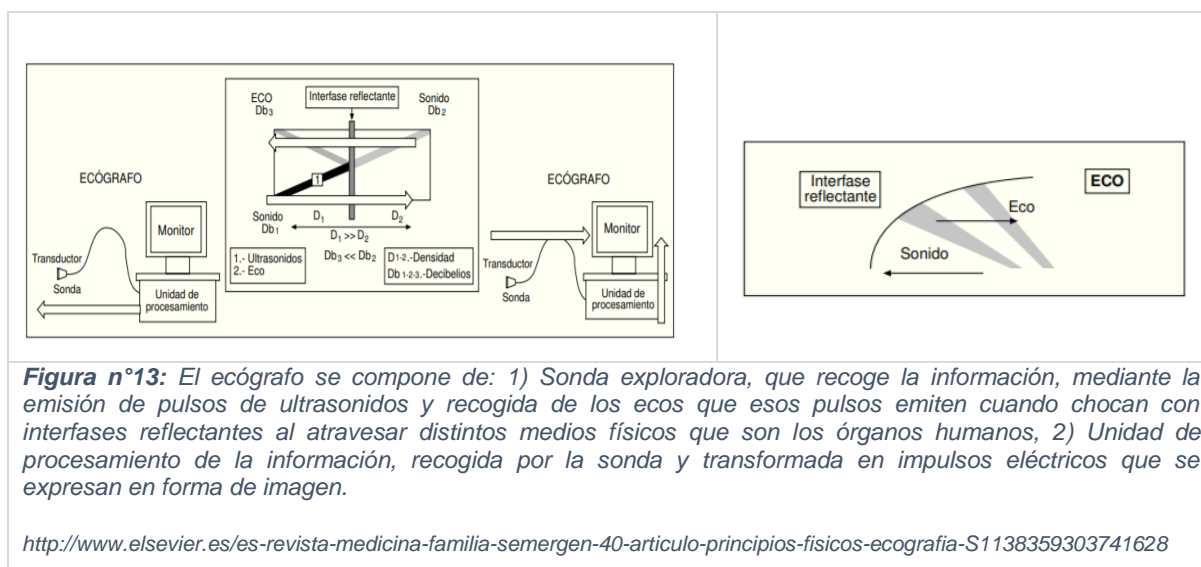 ECO
Db3
Interfase reflectante
Sonido
Db2
ECÓGRAFO
Monitor
Transductor
Sonda
Unidad de
procesamiento
1
Sonido
Db1
D1
D2
D1 >> D2
Db3 << Db2
1.- Ultrasonidos
2.- Eco
D1-2.-Densidad
Db 1-2-3.-Decibelios
ECÓGRAFO
Monitor
Transductor
Sonda
Unidad de
procesamiento
Interfase
reflectante
ECO
Eco
Sonido
Figura n°13: El ecógrafo se compone de: 1) Sonda exploradora, que recoge la información, mediante la
emisión de pulsos de ultrasonidos y recogida de los ecos que esos pulsos emiten cuando chocan con
interfases reflectantes al atravesar distintos medios físicos que son los órganos humanos, 2) Unidad de
procesamiento de la información, recogida por la sonda y transformada en impulsos eléctricos que se
expresan en forma de imagen.
http://www.elsevier.es/es-revista-medicina-familia-semergen-40-articulo-principios-fisicos-ecografia-S1138359303741628